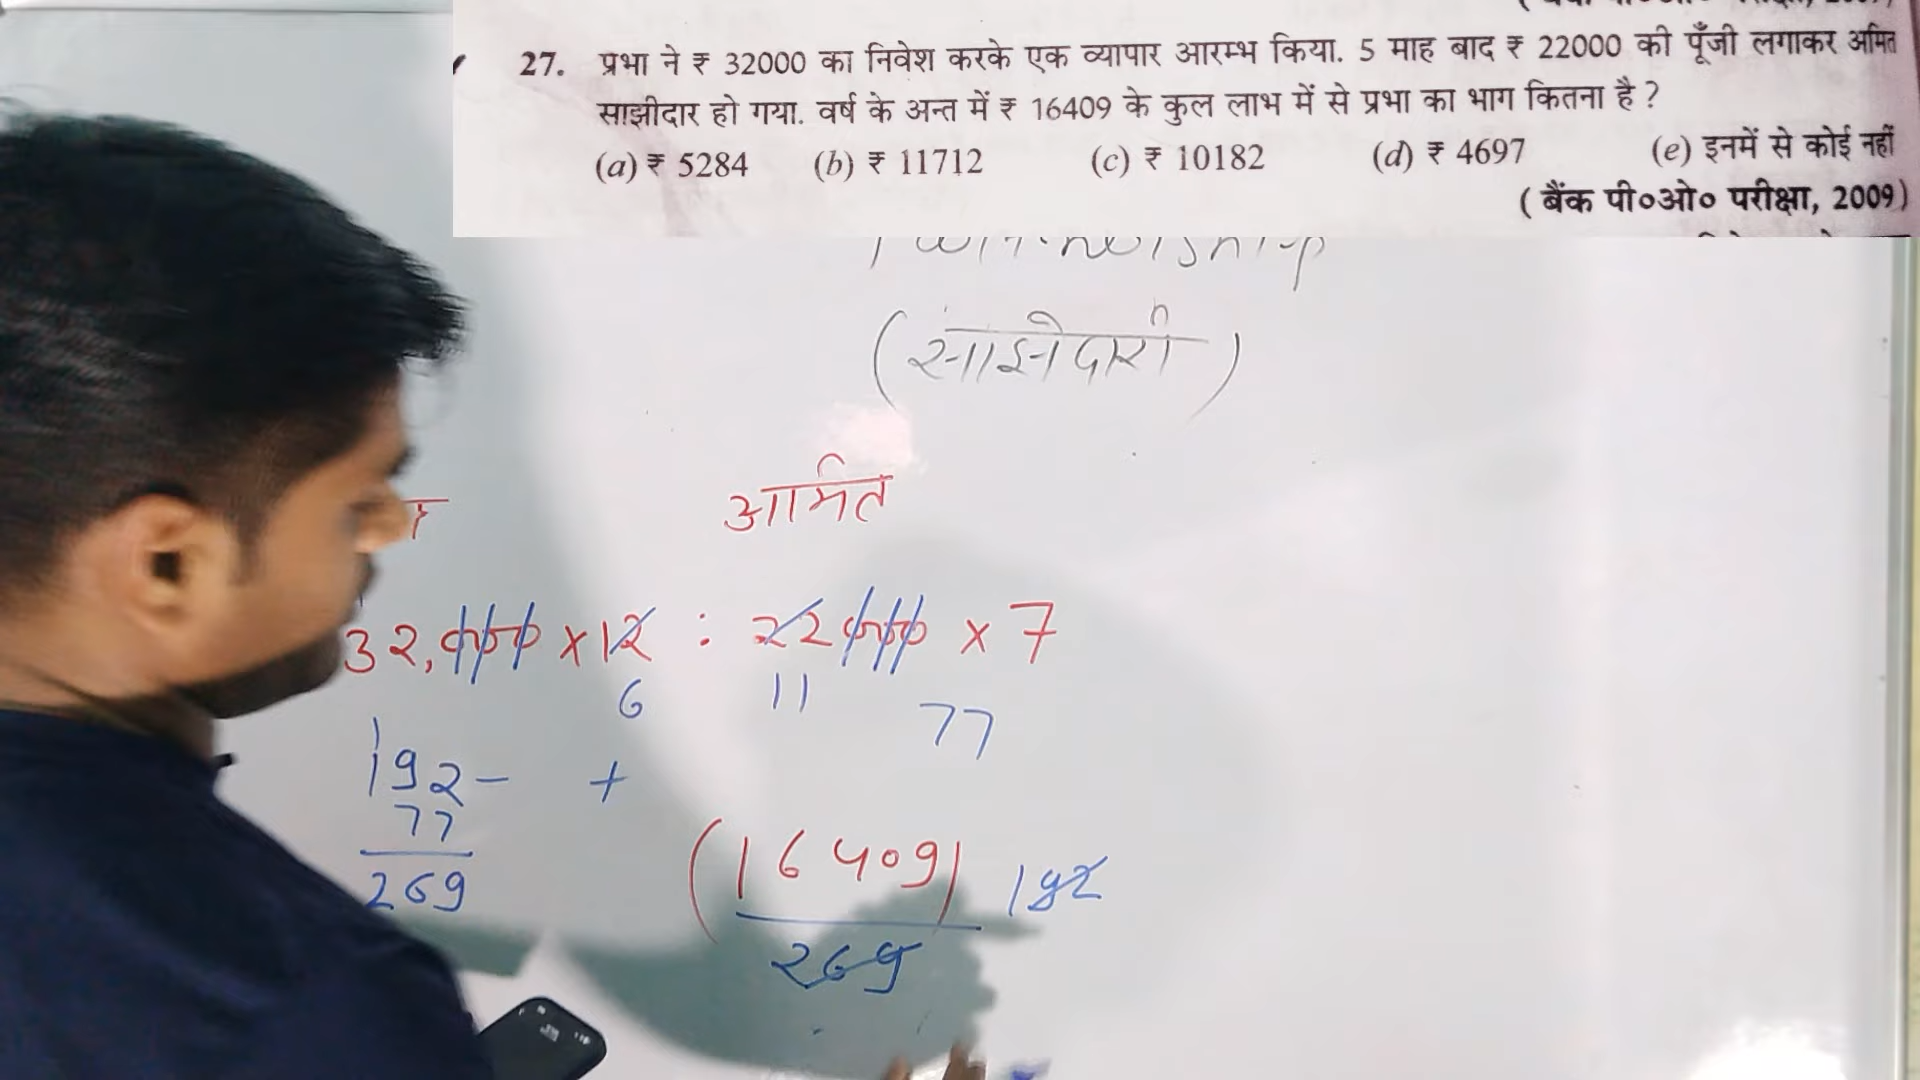 27. प्रभा ने ₹ 32000 का निवेश करके एक व्यापार आरम्भ किया. 5 माह बाद ₹ 22000 की पूँजी लगाकर अमित
साझीदार हो गया. वर्ष के अन्त में ₹ 16409 के कुल लाभ में से प्रभा का भाग कितना है ?
(a) ₹ 5284 (b) ₹ 11712 (c) ₹ 10182 (d) ₹ 4697 (e) इनमें से कोई नहीं
( बैंक पी०ओ० परीक्षा, 2009 )
(साझेदारी)
अमित
32,000 x 12 : 22000 x 7
6 11
77
192 - +
77
(16409) 192
269
269